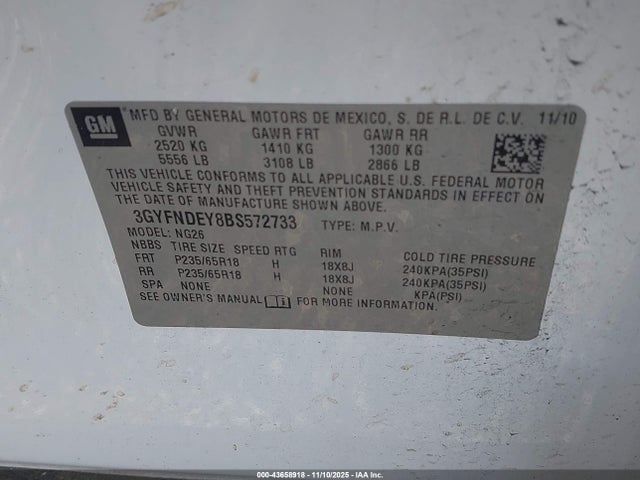 GM
MFD BY GENERAL MOTORS DE MEXICO, S. DE R.L. DE C.V. 11/10
GVWR GAWR FRT GAWR RR
2520 KG 1410 KG 1300 KG
5556 LB 3108 LB 2866 LB
THIS VEHICLE CONFORMS TO ALL APPLICABLE U.S. FEDERAL MOTOR
VEHICLE SAFETY AND THEFT PREVENTION STANDARDS IN EFFECT ON
THE DATE OF MANUFACTURE SHOWN ABOVE.
3GYFNDEY8BS572733 TYPE: M.P.V.
MODEL: NG26
NBBS TIRE SIZE SPEED RTG RIM COLD TIRE PRESSURE
FRT P235/65R18 H 18X8J 240KPA(35PSI)
RR P235/65R18 H 18X8J 240KPA(35PSI)
SPA NONE NONE KPA(PSI)
SEE OWNER'S MANUAL FOR MORE INFORMATION.
000-43658918 - 11/10/2025 - IAA Inc.